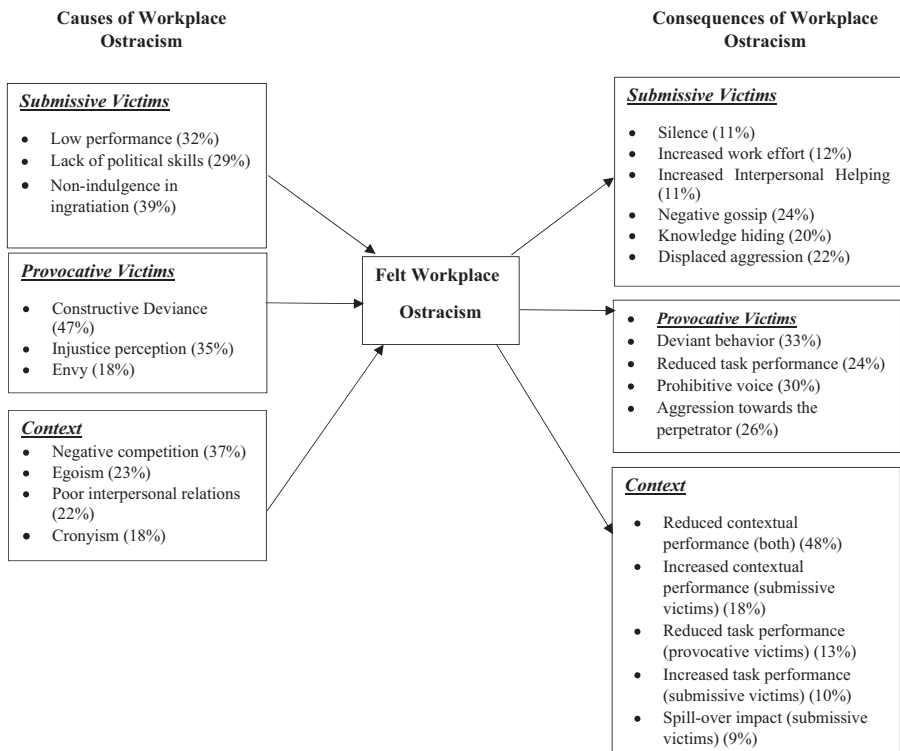 Causes of Workplace
Ostracism
Submissive Victims
• Low performance (32%)
• Lack of political skills (29%)
• Non-indulgence in
ingratiation (39%)
Provocative Victims
• Constructive Deviance
(47%)
• Injustice perception (35%)
• Envy (18%)
Context
• Negative competition (37%)
• Egoism (23%)
• Poor interpersonal relations
(22%)
• Cronyism (18%)
Felt Workplace
Ostracism
Consequences of Workplace
Ostracism
Submissive Victims
• Silence (11%)
• Increased work effort (12%)
• Increased Interpersonal Helping
(11%)
• Negative gossip (24%)
• Knowledge hiding (20%)
• Displaced aggression (22%)
• Provocative Victims
• Deviant behavior (33%)
• Reduced task performance (24%)
• Prohibitive voice (30%)
• Aggression towards the
perpetrator (26%)
Context
• Reduced contextual
performance (both) (48%)
• Increased contextual
performance (submissive
victims) (18%)
• Reduced task performance
(provocative victims) (13%)
• Increased task performance
(submissive victims) (10%)
• Spill-over impact (submissive
victims) (9%)